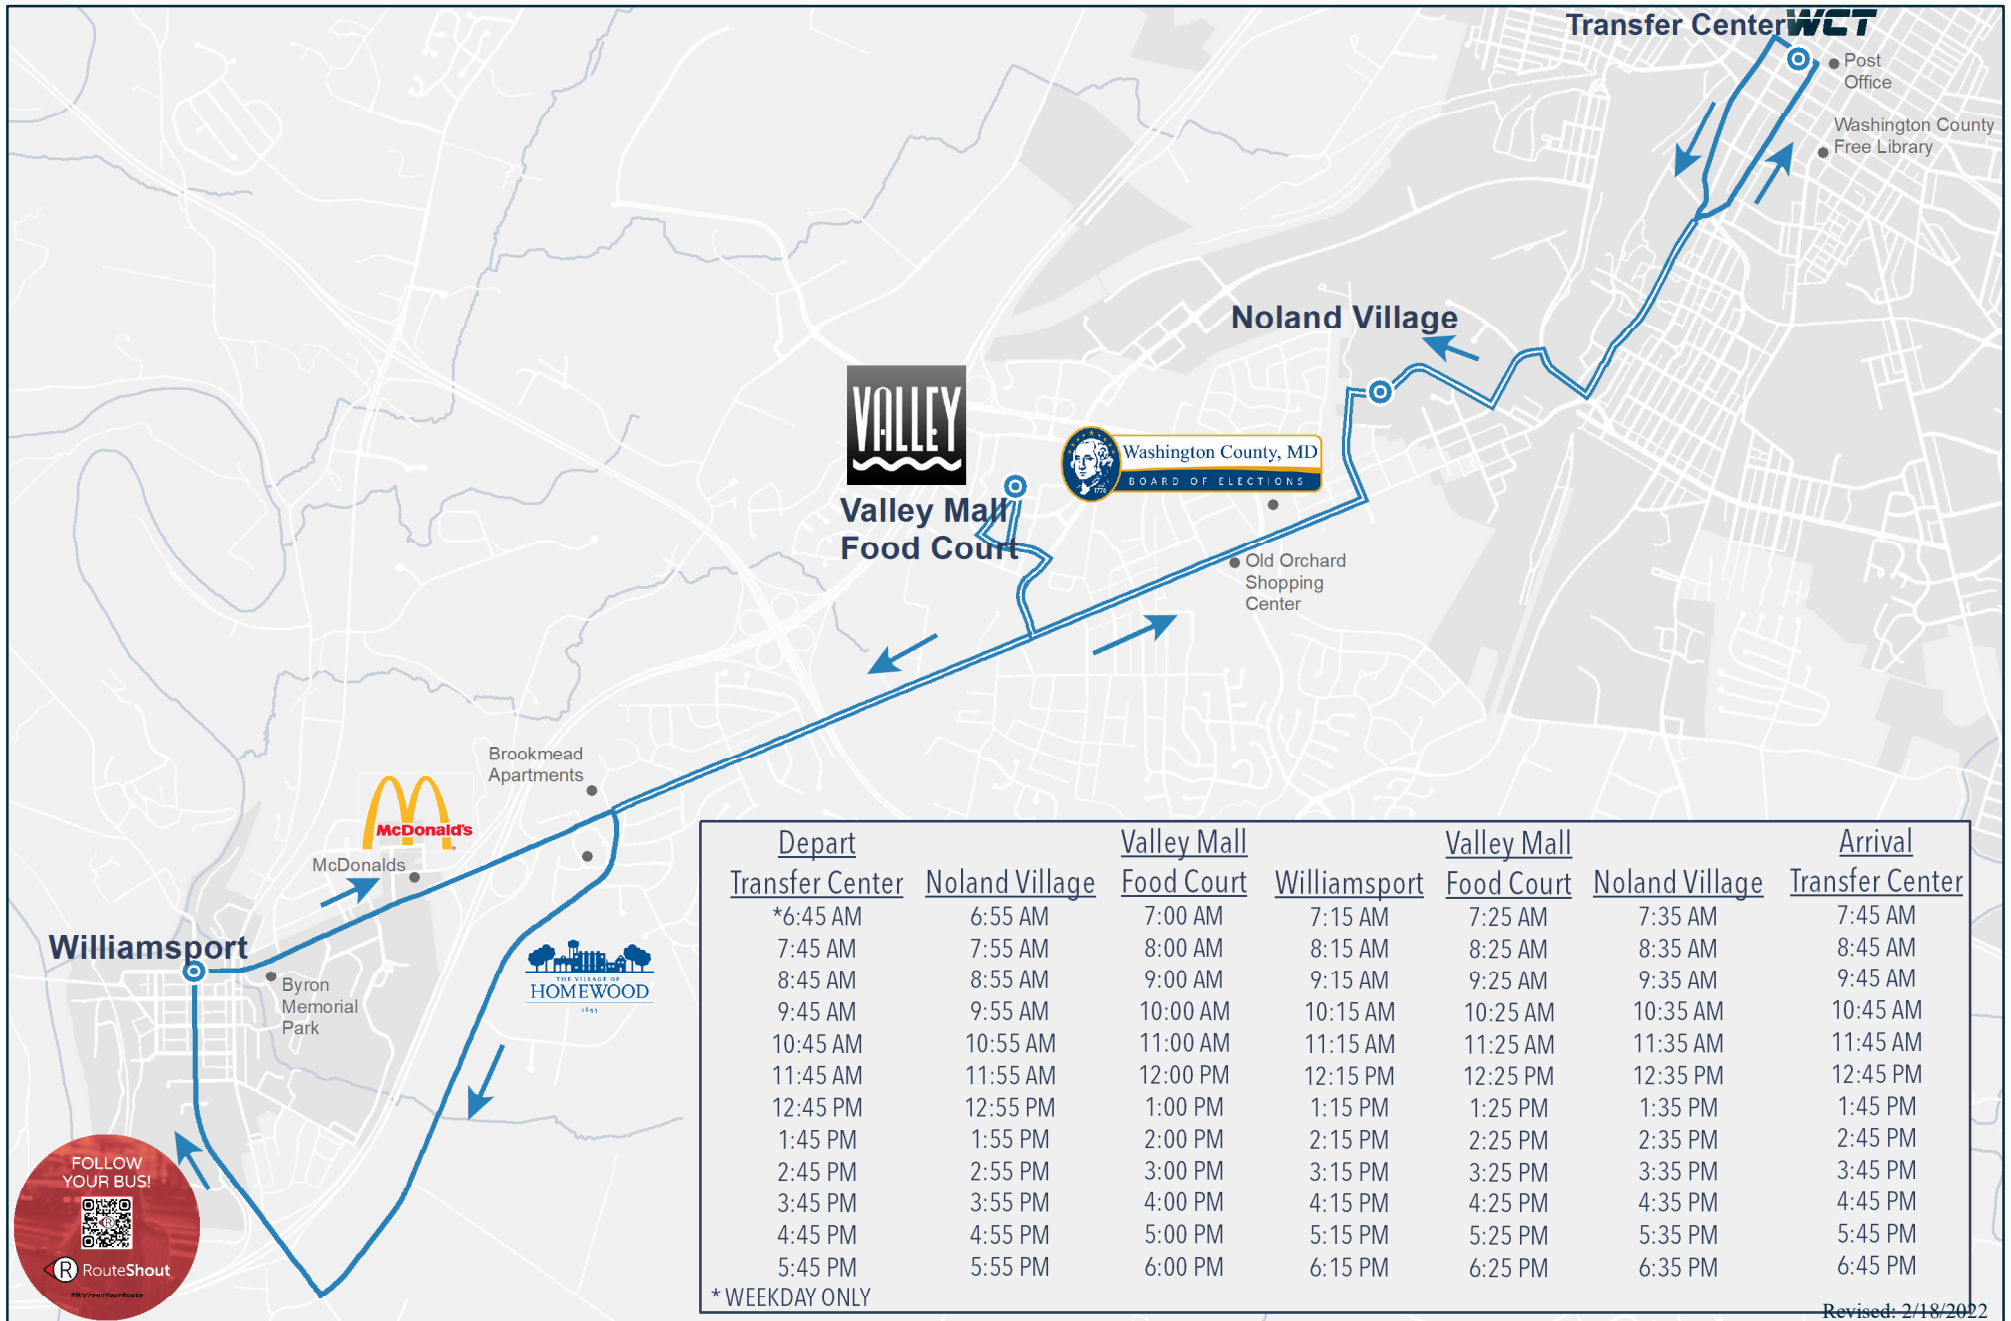 Transfer Center WCT
Post
Office
Washington County
Free Library
Noland Village
VALLEY
Valley Mall
Food Court
Washington County, MD
BOARD OF ELECTIONS
1776
Old Orchard
Shopping
Center
Brookmead
Apartments
McDonald's
McDonalds
Williamsport
Byron
Memorial
Park
THE VILLAGE OF
HOMEWOOD
FOLLOW
YOUR BUS!
R
R RouteShout
#We'reonYourRoute
Depart Valley Mall Valley Mall Arrival
Transfer Center Noland Village Food Court Williamsport Food Court Noland Village Transfer Center
*6:45 AM 6:55 AM 7:00 AM 7:15 AM 7:25 AM 7:35 AM 7:45 AM
7:45 AM 7:55 AM 8:00 AM 8:15 AM 8:25 AM 8:35 AM 8:45 AM
8:45 AM 8:55 AM 9:00 AM 9:15 AM 9:25 AM 9:35 AM 9:45 AM
9:45 AM 9:55 AM 10:00 AM 10:15 AM 10:25 AM 10:35 AM 10:45 AM
10:45 AM 10:55 AM 11:00 AM 11:15 AM 11:25 AM 11:35 AM 11:45 AM
11:45 AM 11:55 AM 12:00 PM 12:15 PM 12:25 PM 12:35 PM 12:45 PM
12:45 PM 12:55 PM 1:00 PM 1:15 PM 1:25 PM 1:35 PM 1:45 PM
1:45 PM 1:55 PM 2:00 PM 2:15 PM 2:25 PM 2:35 PM 2:45 PM
2:45 PM 2:55 PM 3:00 PM 3:15 PM 3:25 PM 3:35 PM 3:45 PM
3:45 PM 3:55 PM 4:00 PM 4:15 PM 4:25 PM 4:35 PM 4:45 PM
4:45 PM 4:55 PM 5:00 PM 5:15 PM 5:25 PM 5:35 PM 5:45 PM
5:45 PM 5:55 PM 6:00 PM 6:15 PM 6:25 PM 6:35 PM 6:45 PM
* WEEKDAY ONLY
Revised: 2/18/2022